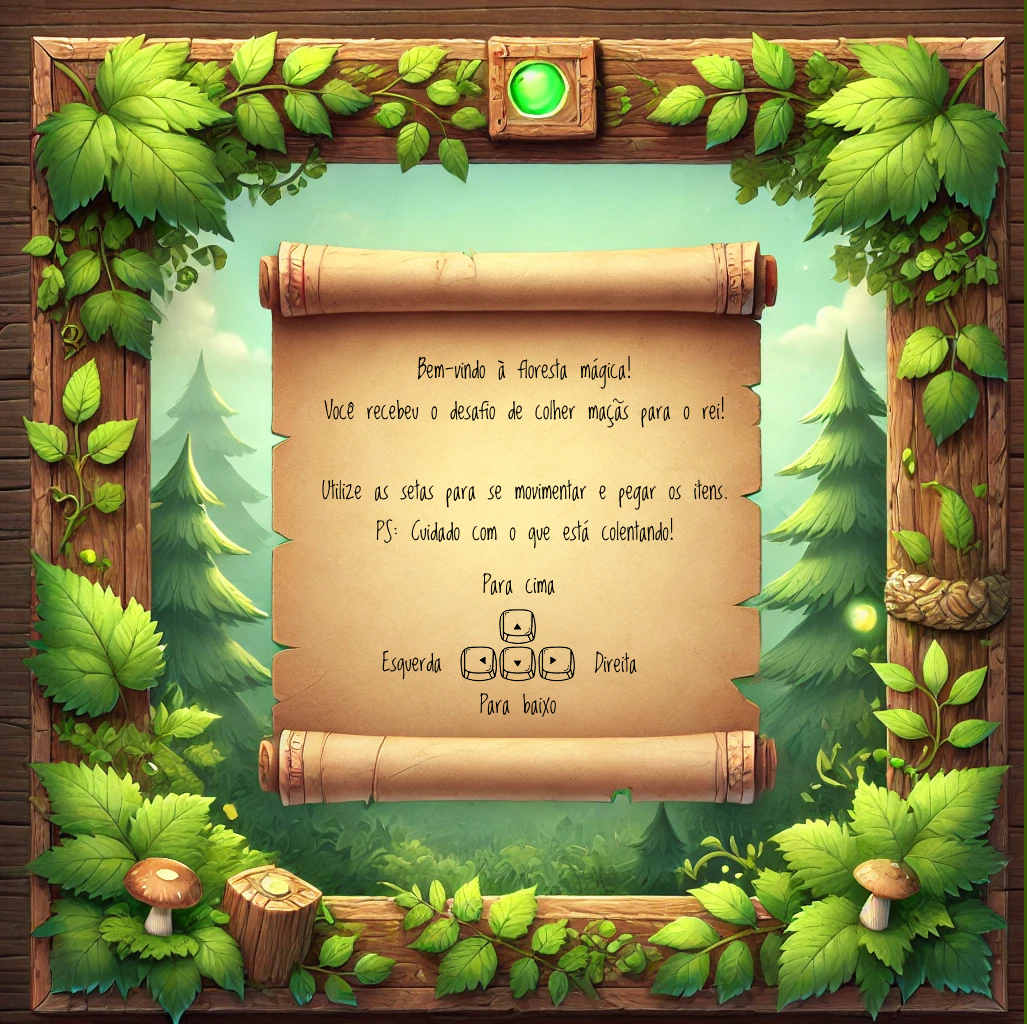 Bem-vindo à floresta mágica!
Você recebeu o desafio de colher maçãs para o rei!
Utilize as setas para se movimentar e pegar os itens.
PS: Cuidado com o que está colentando!
Para cima
Esquerda Direita
Para baixo